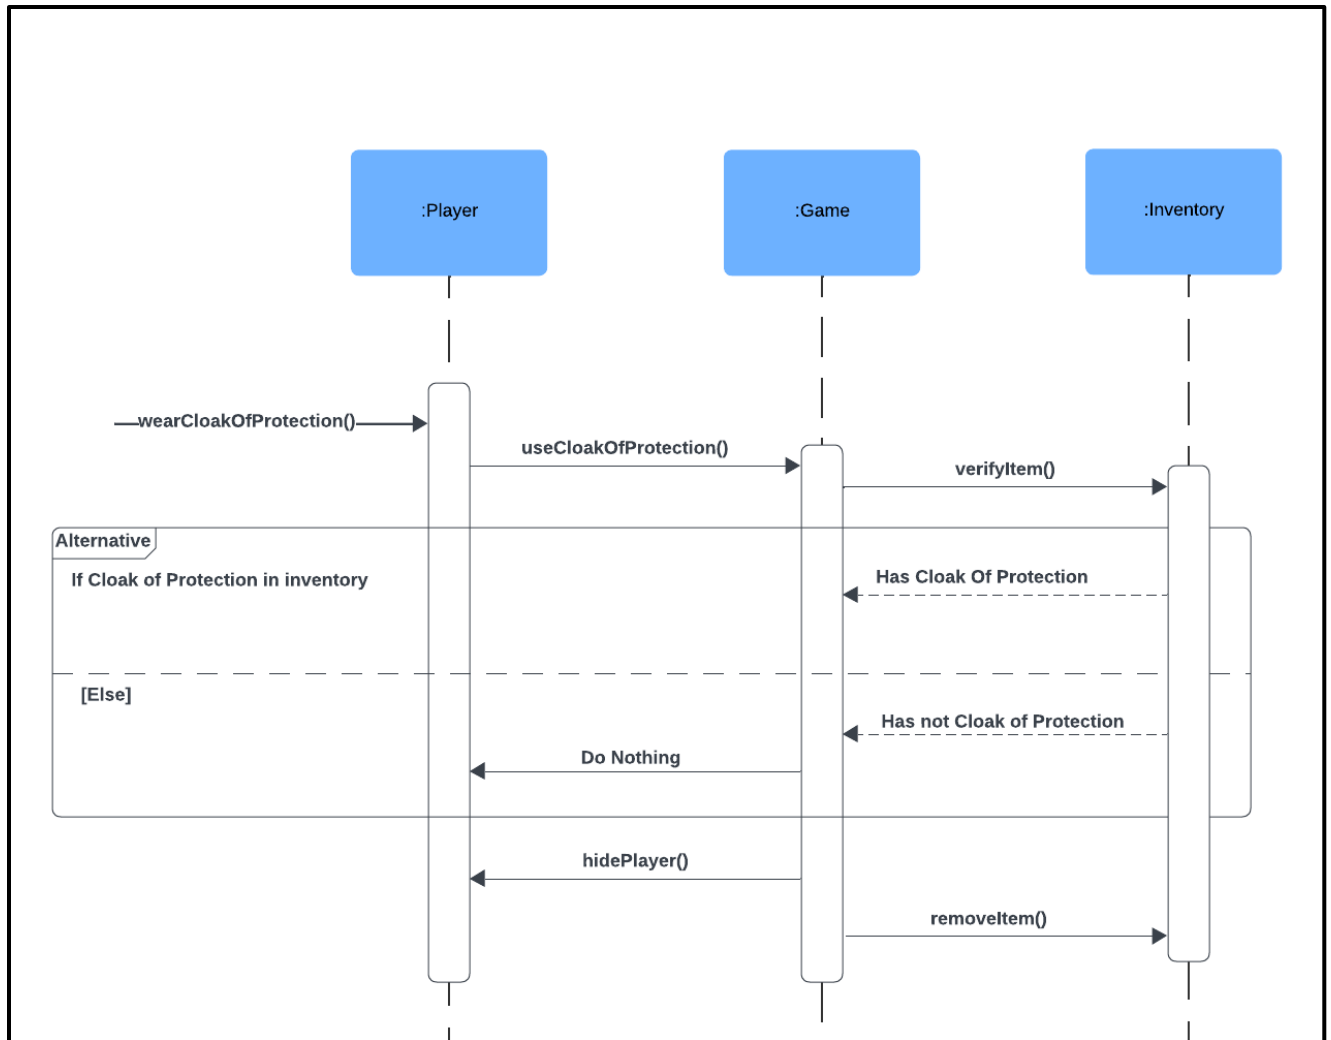 :Player
:Game
:Inventory
wearCloakOfProtection()
useCloakOfProtection()
verifyItem()
Alternative
If Cloak of Protection in inventory
Has Cloak Of Protection
[Else]
Has not Cloak of Protection
Do Nothing
hidePlayer()
removeItem()